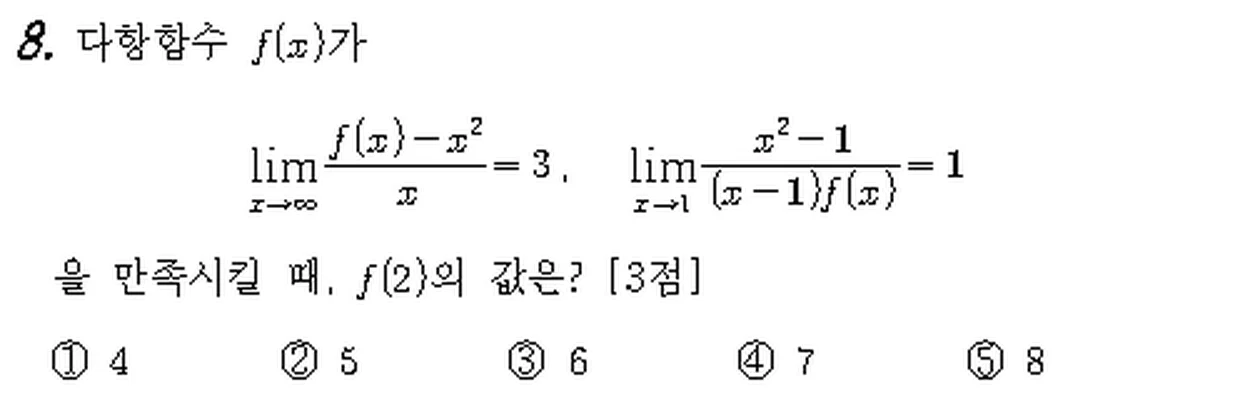 8. 다항함수 f(x)가
lim_{x→∞} (f(x)-x²)/x = 3, lim_{x→1} (x²-1)/((x-1)f(x)) = 1
을 만족시킬 때, f(2)의 값은? [3점]
① 4 ② 5 ③ 6 ④ 7 ⑤ 8